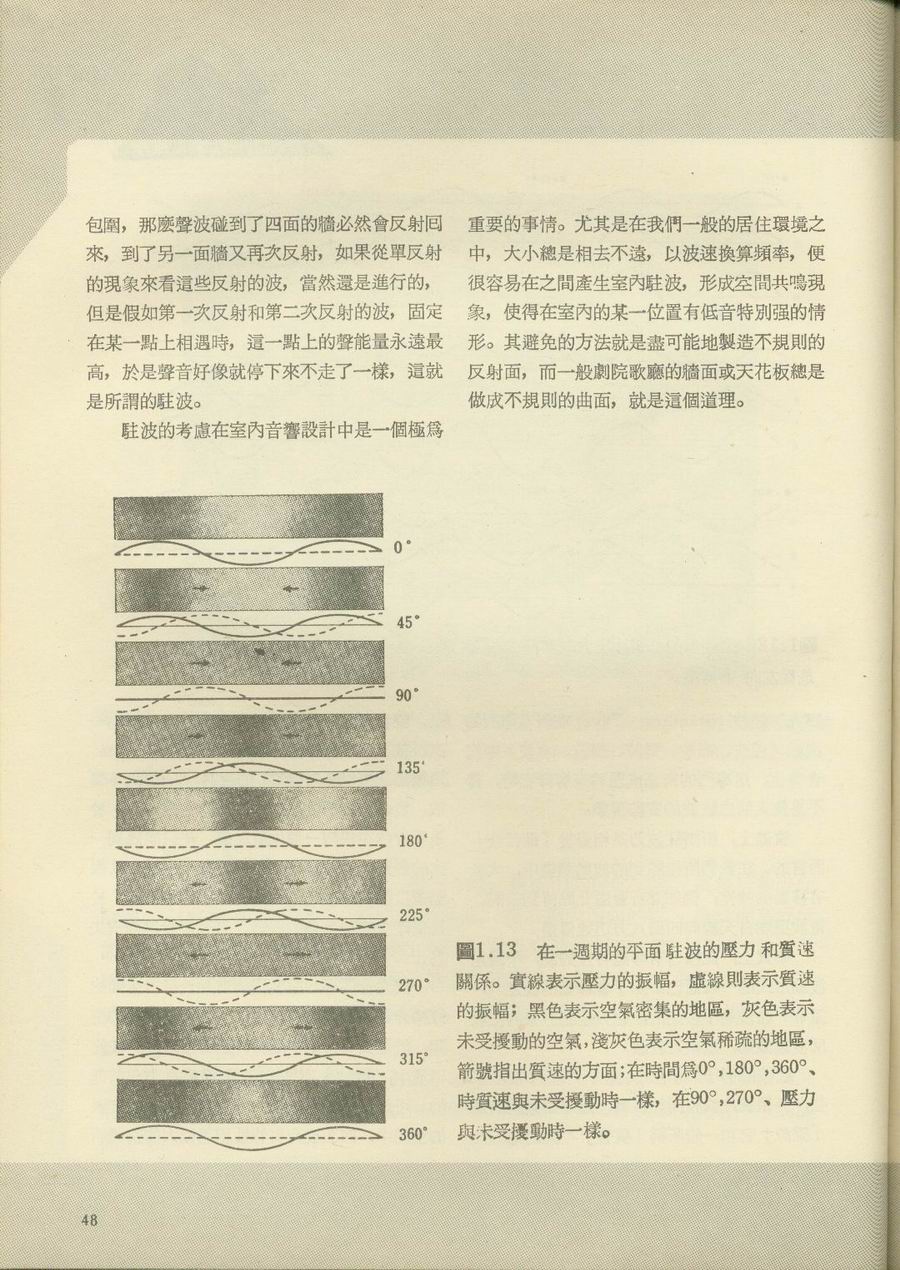 包圍，那麽聲波碰到了四面的牆必然會反射囘
來，到了另一面牆又再次反射，如果從單反射
的現象來看這些反射的波，當然還是進行的，
但是假如第一次反射和第二次反射的波，固定
在某一點上相遇時，這一點上的聲能量永遠最
高，於是聲音好像就停下來不走了一樣，這就
是所謂的駐波。
駐波的考慮在室內音響設計中是一個極爲
重要的事情。尤其是在我們一般的居住環境之
中，大小總是相去不遠，以波速換算頻率，便
很容易在之間產生室內駐波，形成空間共鳴現
象，使得在室內的某一位置有低音特別强的情
形。其避免的方法就是盡可能地製造不規則的
反射面，而一般劇院歌廳的牆面或天花板總是
做成不規則的曲面，就是這個道理。
0°
45°
90°
135°
180°
225°
270°
315°
360°
圖1.13 在一週期的平面駐波的壓力和質速
關係。實線表示壓力的振幅，虛線則表示質速
的振幅；黑色表示空氣密集的地區，灰色表示
未受擾動的空氣，淺灰色表示空氣稀疏的地區，
箭號指出質速的方面；在時間爲0°，180°，360°、
時質運與未受擾動時一樣，在90°，270°、壓力
與未受擾動時一樣。
48